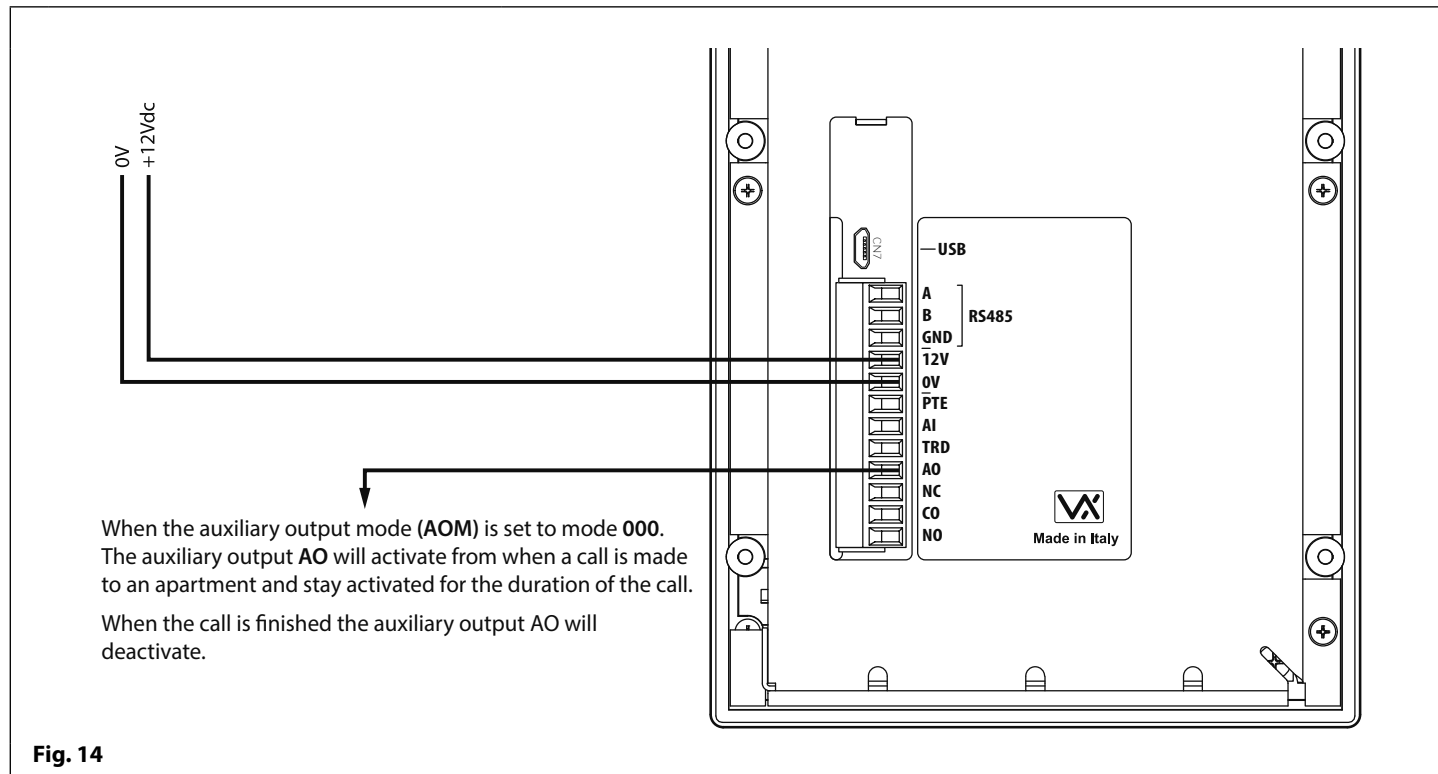 0V
+12Vdc
CN7
USB
A
B
RS485
GND
12V
0V
PTE
AI
TRD
AO
NC
CO
NO
VX
Made in Italy
When the auxiliary output mode (AOM) is set to mode 000.
The auxiliary output AO will activate from when a call is made
to an apartment and stay activated for the duration of the call.
When the call is finished the auxiliary output AO will
deactivate.
Fig. 14